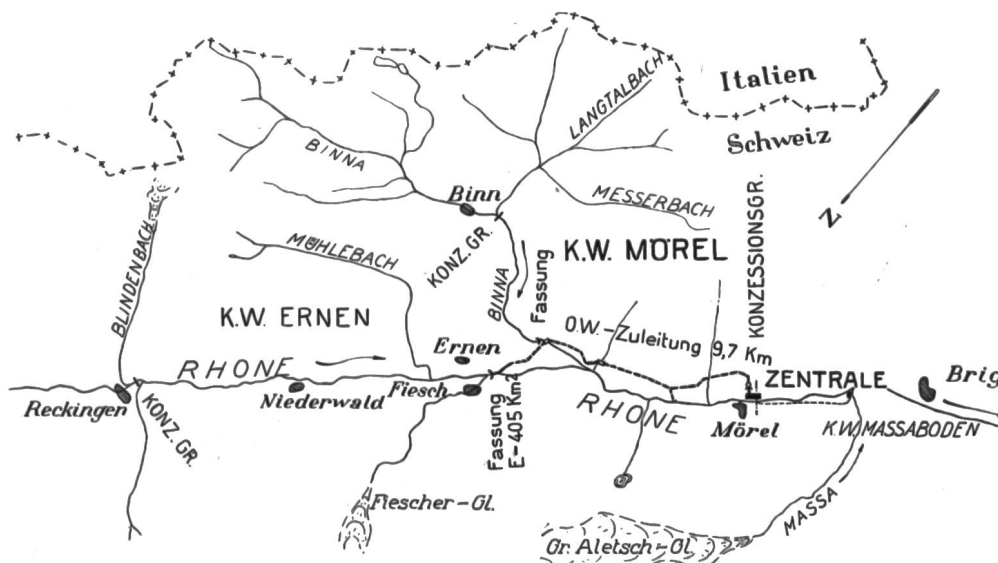 Italien
Schweiz
LANGTALBACH
BINNA
MESSERBACH
Binn
N
BLINDENBACH
MÜHLEBACH
KONZ. GR.
K.W. MÖREL
KONZESSIONSGR.
BINNA
Fassung
K.W. ERNEN
O.W.-Zuleitung 9,7 Km
Ernen
RHONE
Fiesch
ZENTRALE
Brig
Reckingen
Niederwald
RHONE
Mörel
K.W. MASSABODEN
KONZ. GR.
Fassung
E-405 Km²
Fiescher-Gl.
MASSA
Gr. Aletsch-Gl.